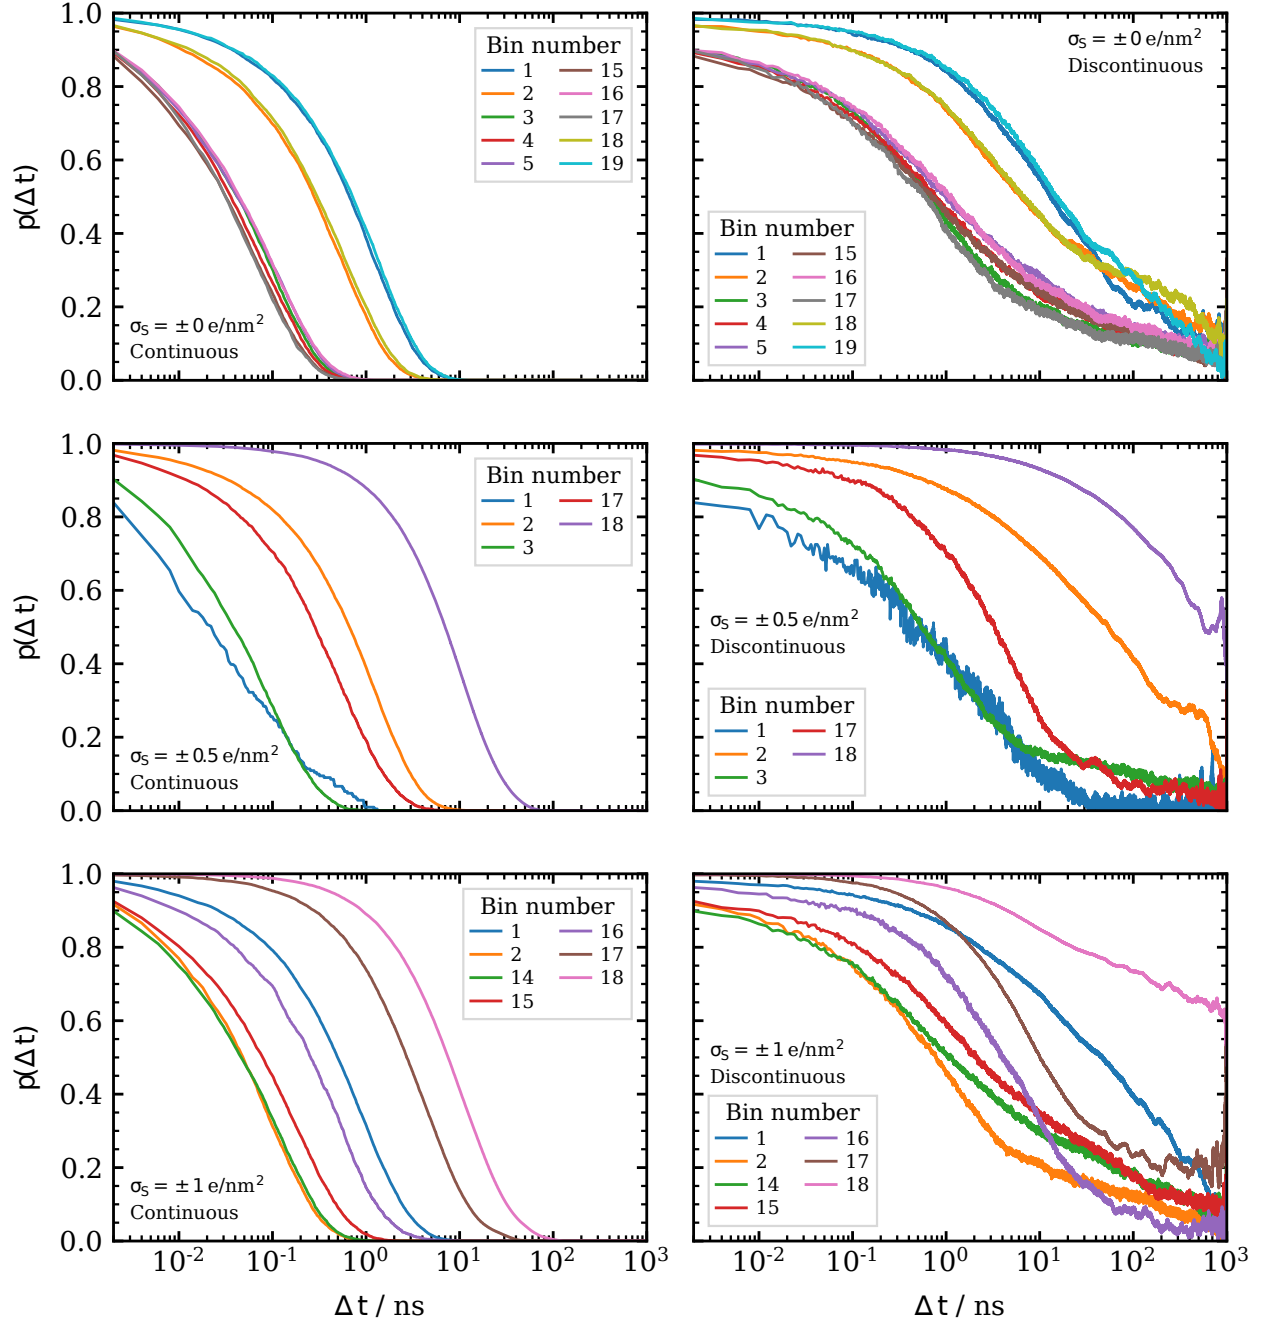 1.0
0.8
0.6
0.4
0.2
0.0
p(Δ t)
Bin number
1 15
2 16
3 17
4 18
5 19
σS = ±0 e/nm²
Continuous
σS = ±0 e/nm²
Discontinuous
Bin number
1 15
2 16
3 17
4 18
5 19
1.0
0.8
0.6
0.4
0.2
0.0
p(Δ t)
Bin number
1 17
2 18
3
σS = ±0.5 e/nm²
Continuous
σS = ±0.5 e/nm²
Discontinuous
Bin number
1 17
2 18
3
1.0
0.8
0.6
0.4
0.2
0.0
p(Δ t)
Bin number
1 16
2 17
14 18
15
σS = ±1 e/nm²
Continuous
10⁻² 10⁻¹ 10⁰ 10¹ 10² 10³
Δ t / ns
σS = ±1 e/nm²
Discontinuous
Bin number
1 16
2 17
14 18
15
10⁻² 10⁻¹ 10⁰ 10¹ 10² 10³
Δ t / ns